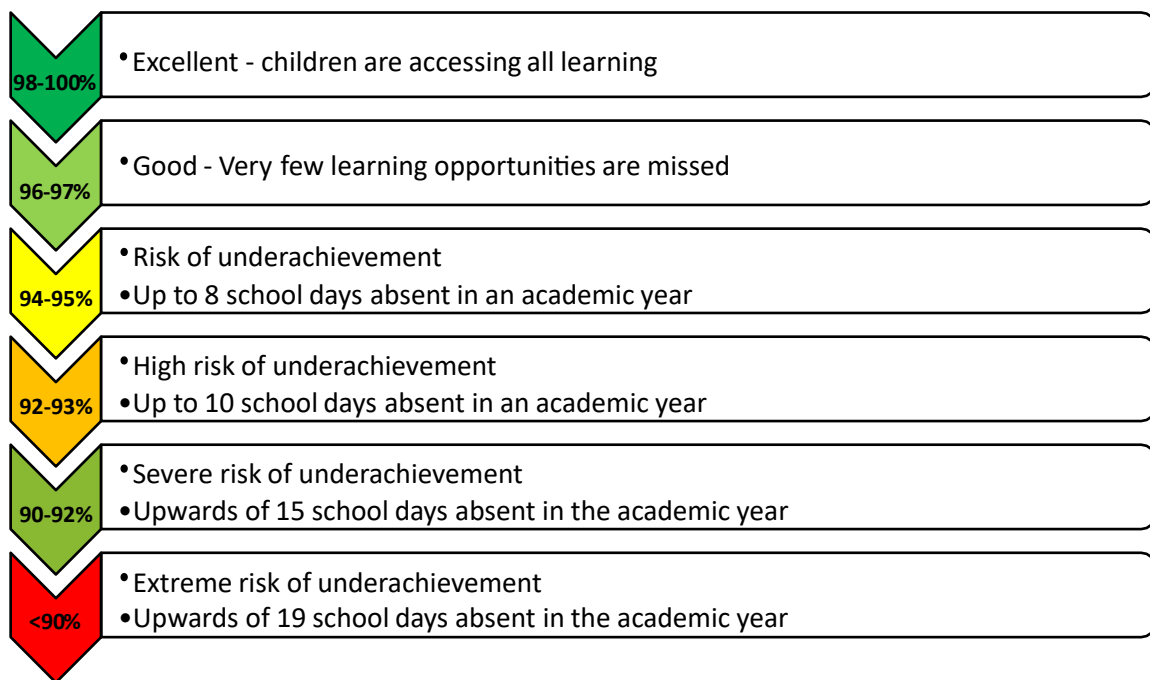 98-100%
•Excellent - children are accessing all learning
96-97%
•Good - Very few learning opportunities are missed
94-95%
•Risk of underachievement
•Up to 8 school days absent in an academic year
92-93%
•High risk of underachievement
•Up to 10 school days absent in an academic year
90-92%
•Severe risk of underachievement
•Upwards of 15 school days absent in the academic year
<90%
•Extreme risk of underachievement
•Upwards of 19 school days absent in the academic year